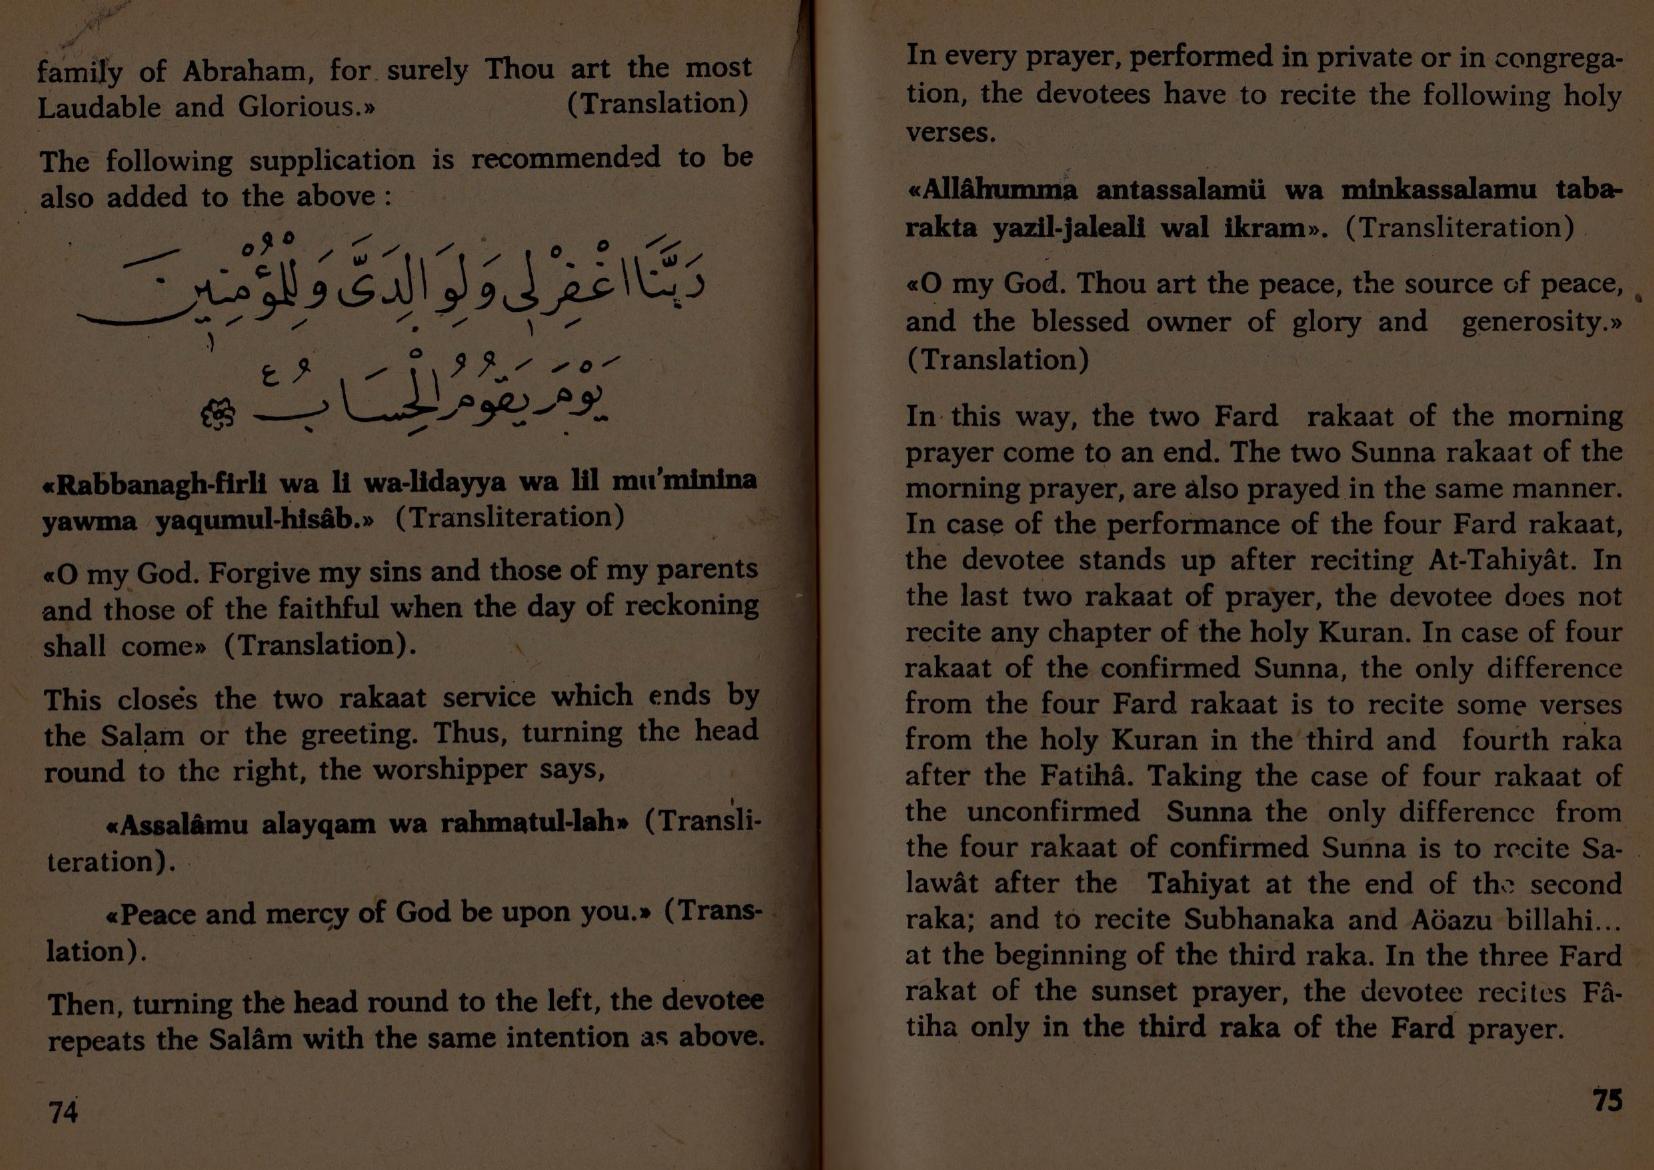 family of Abraham, for surely Thou art the most
Laudable and Glorious.» (Translation)
The following supplication is recommended to be
also added to the above :
رَبَّنَا اغْفِرْ لِي وَلِوَالِدَيَّ وَلِلْمُؤْمِنِينَ
يَوْمَ يَقُومُ الْحِسَابُ ع
«Rabbanagh-firli wa li wa-lidayya wa lil mu'minina
yawma yaqumul-hisâb.» (Transliteration)
«O my God. Forgive my sins and those of my parents
and those of the faithful when the day of reckoning
shall come» (Translation).
This closes the two rakaat service which ends by
the Salam or the greeting. Thus, turning the head
round to the right, the worshipper says,
«Assalâmu alayqam wa rahmatul-lah» (Transli-
teration).
«Peace and mercy of God be upon you.» (Trans-
lation).
Then, turning the head round to the left, the devotee
repeats the Salâm with the same intention as above.
74
In every prayer, performed in private or in congrega-
tion, the devotees have to recite the following holy
verses.
«Allâhumma antassalamü wa minkassalamu taba-
rakta yazil-jaleali wal ikram». (Transliteration)
«O my God. Thou art the peace, the source of peace,
and the blessed owner of glory and generosity.»
(Translation)
In this way, the two Fard rakaat of the morning
prayer come to an end. The two Sunna rakaat of the
morning prayer, are also prayed in the same manner.
In case of the performance of the four Fard rakaat,
the devotee stands up after reciting At-Tahiyât. In
the last two rakaat of prayer, the devotee does not
recite any chapter of the holy Kuran. In case of four
rakaat of the confirmed Sunna, the only difference
from the four Fard rakaat is to recite some verses
from the holy Kuran in the third and fourth raka
after the Fatihâ. Taking the case of four rakaat of
the unconfirmed Sunna the only difference from
the four rakaat of confirmed Sunna is to recite Sa-
lawât after the Tahiyat at the end of the second
raka; and to recite Subhanaka and Aöazu billahi...
at the beginning of the third raka. In the three Fard
rakat of the sunset prayer, the devotee recites Fâ-
tiha only in the third raka of the Fard prayer.
75